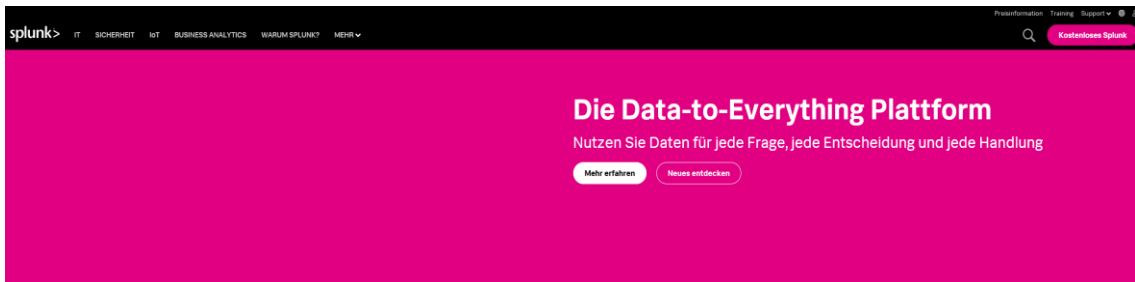 Preisinformation Training Support
splunk> IT SICHERHEIT IoT BUSINESS ANALYTICS WARUM SPLUNK? MEHR Kostenloses Splunk
Die Data-to-Everything Plattform
Nutzen Sie Daten für jede Frage, jede Entscheidung und jede Handlung
Mehr erfahren Neues entdecken